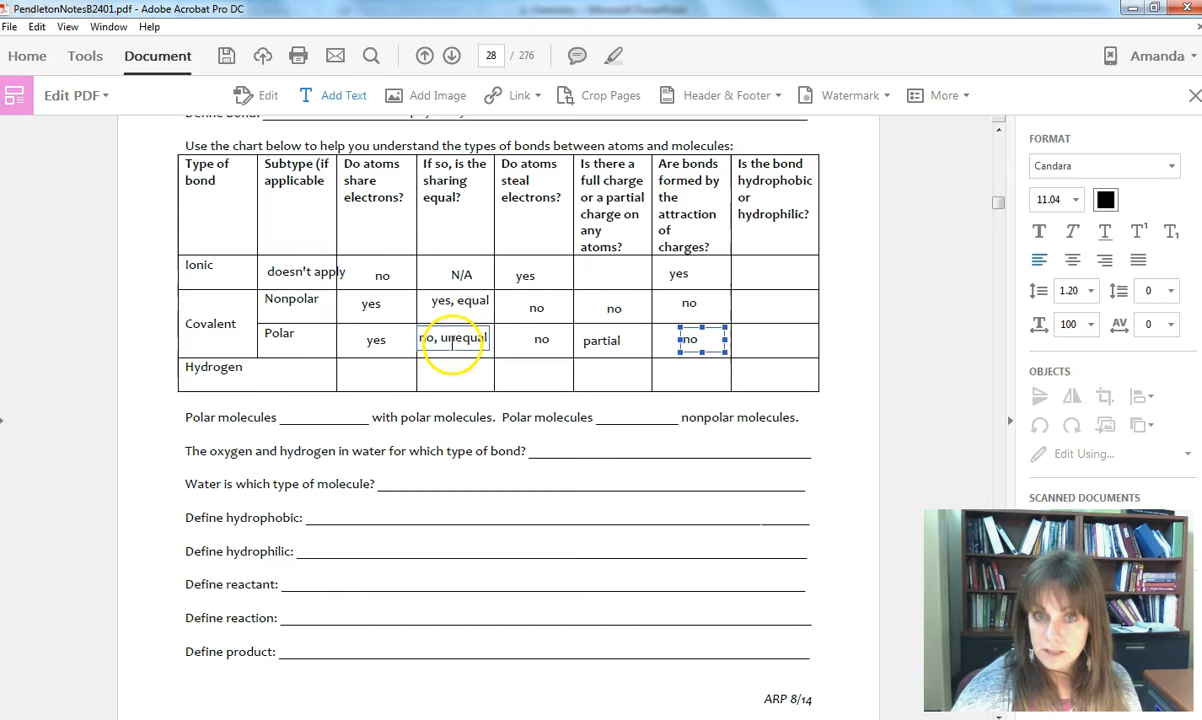 PendletonNotesB2401.pdf - Adobe Acrobat Pro DC
File Edit View Window Help
Home Tools Document 28 / 276 Amanda
Edit PDF Edit Add Text Add Image Link Crop Pages Header & Footer Watermark More
Use the chart below to help you understand the types of bonds between atoms and molecules:
Type of bond
Subtype (if applicable
Do atoms share electrons?
If so, is the sharing equal?
Do atoms steal electrons?
Is there a full charge or a partial charge on any atoms?
Are bonds formed by the attraction of charges?
Is the bond hydrophobic or hydrophilic?
Ionic doesn't apply no N/A yes yes
Covalent
Nonpolar yes yes, equal no no no
Polar yes no, unequal no partial no
Hydrogen
Polar molecules ____________ with polar molecules. Polar molecules ___________ nonpolar molecules.
The oxygen and hydrogen in water for which type of bond?
Water is which type of molecule?
Define hydrophobic:
Define hydrophilic:
Define reactant:
Define reaction:
Define product:
ARP 8/14
FORMAT
Candara
11.04
T T T T¹ T₁
1.20 0
100 AV 0
OBJECTS
Edit Using...
SCANNED DOCUMENTS